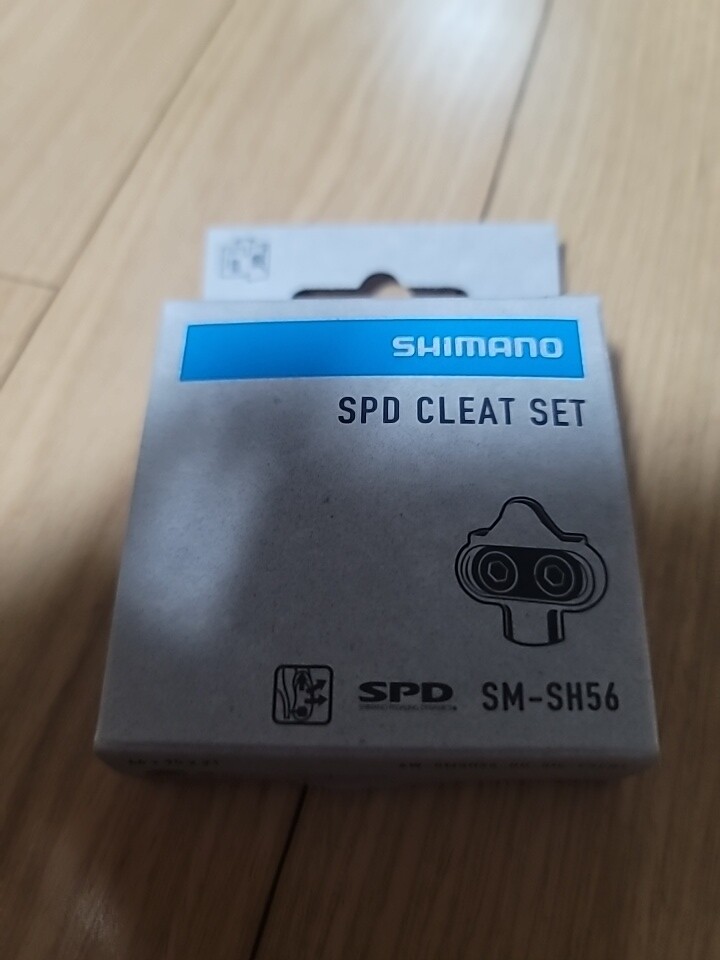 SHIMANO
SPD CLEAT SET
SPD
SM-SH56